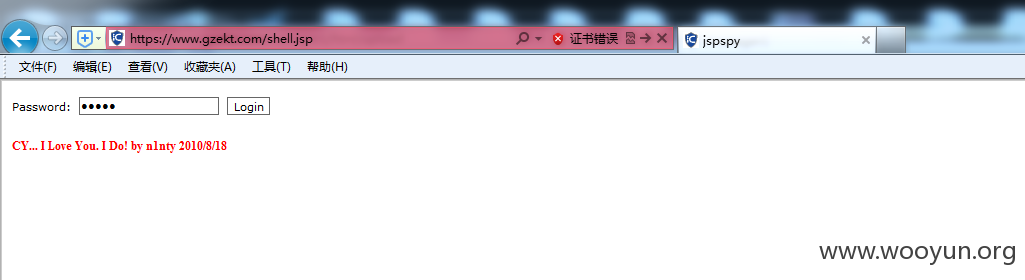 https://www.gzekt.com/shell.jsp 证书错误 jspspy
文件(F) 编辑(E) 查看(V) 收藏夹(A) 工具(T) 帮助(H)
Password: ••••• Login
CY... I Love You. I Do! by n1nty 2010/8/18
www.wooyun.org